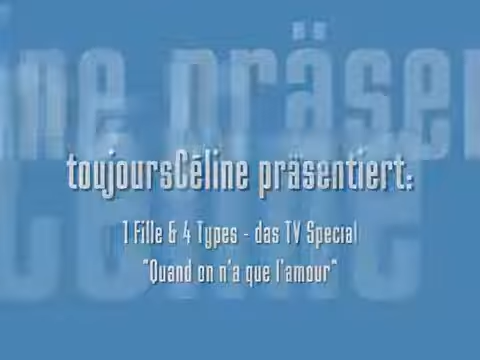 toujoursCéline präsentiert:
1 Fille & 4 Types - das TV Special
"Quand on n'a que l'amour"